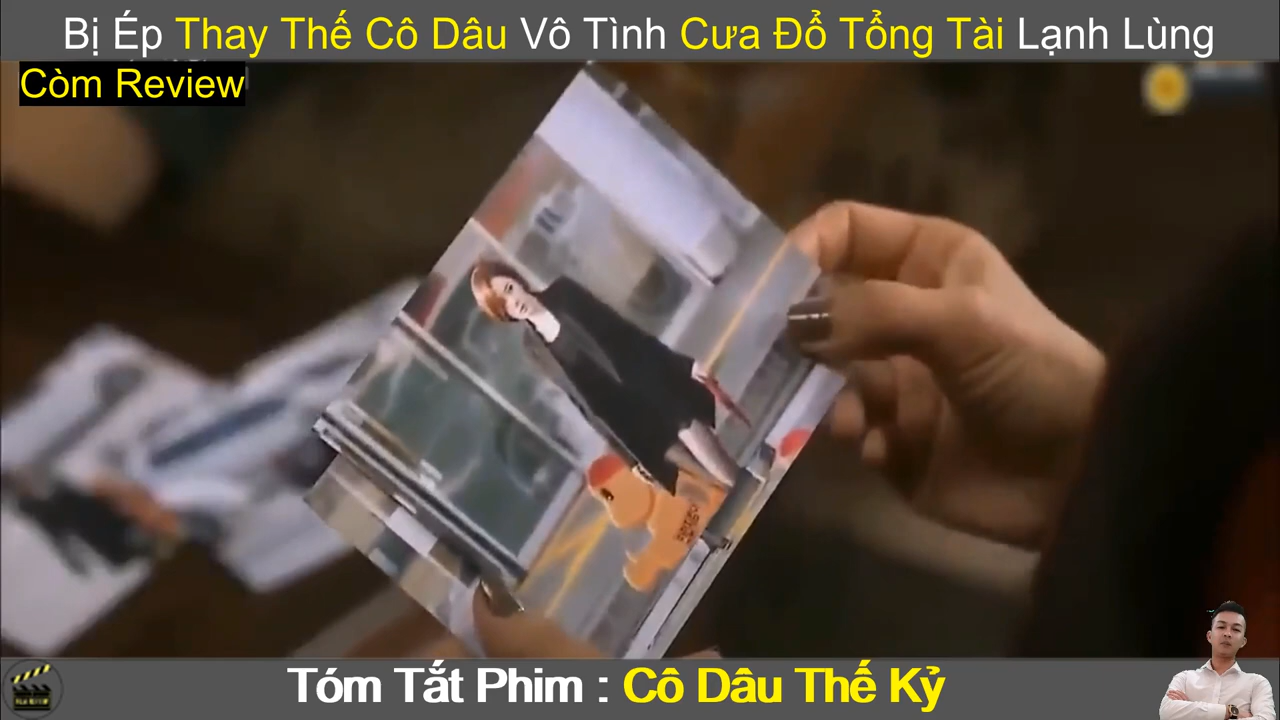 Bị Ép Thay Thế Cô Dâu Vô Tình Cưa Đổ Tổng Tài Lạnh Lùng
Còm Review
Tóm Tắt Phim : Cô Dâu Thế Kỷ